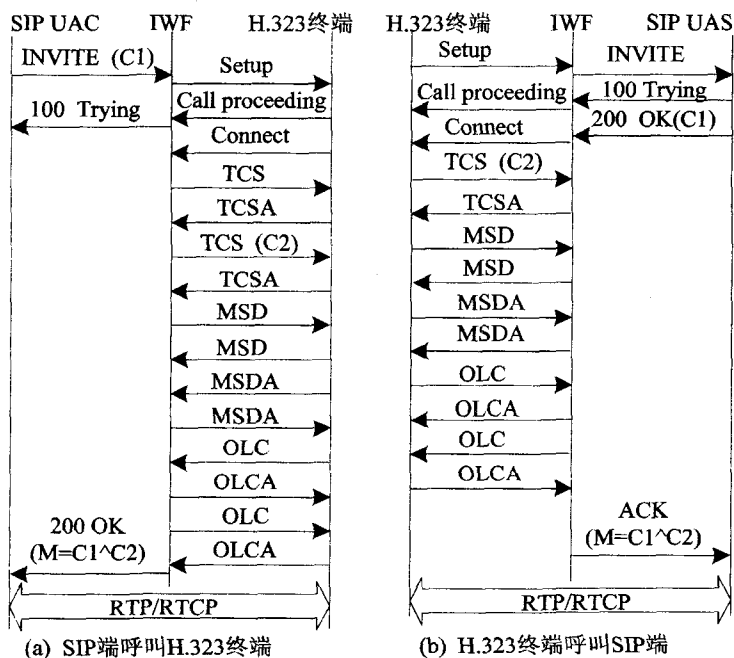 SIP UAC IWF H.323终端
INVITE (C1)
Setup
Call proceeding
100 Trying
Connect
TCS
TCSA
TCS (C2)
TCSA
MSD
MSD
MSDA
MSDA
OLC
OLCA
OLC
200 OK
(M=C1^C2)
OLCA
RTP/RTCP
(a) SIP端呼叫H.323终端
H.323终端 IWF SIP UAS
Setup
INVITE
Call proceeding
100 Trying
200 OK(C1)
Connect
TCS (C2)
TCSA
MSD
MSD
MSDA
MSDA
OLC
OLCA
OLC
OLCA
ACK
(M=C1^C2)
RTP/RTCP
(b) H.323终端呼叫SIP端